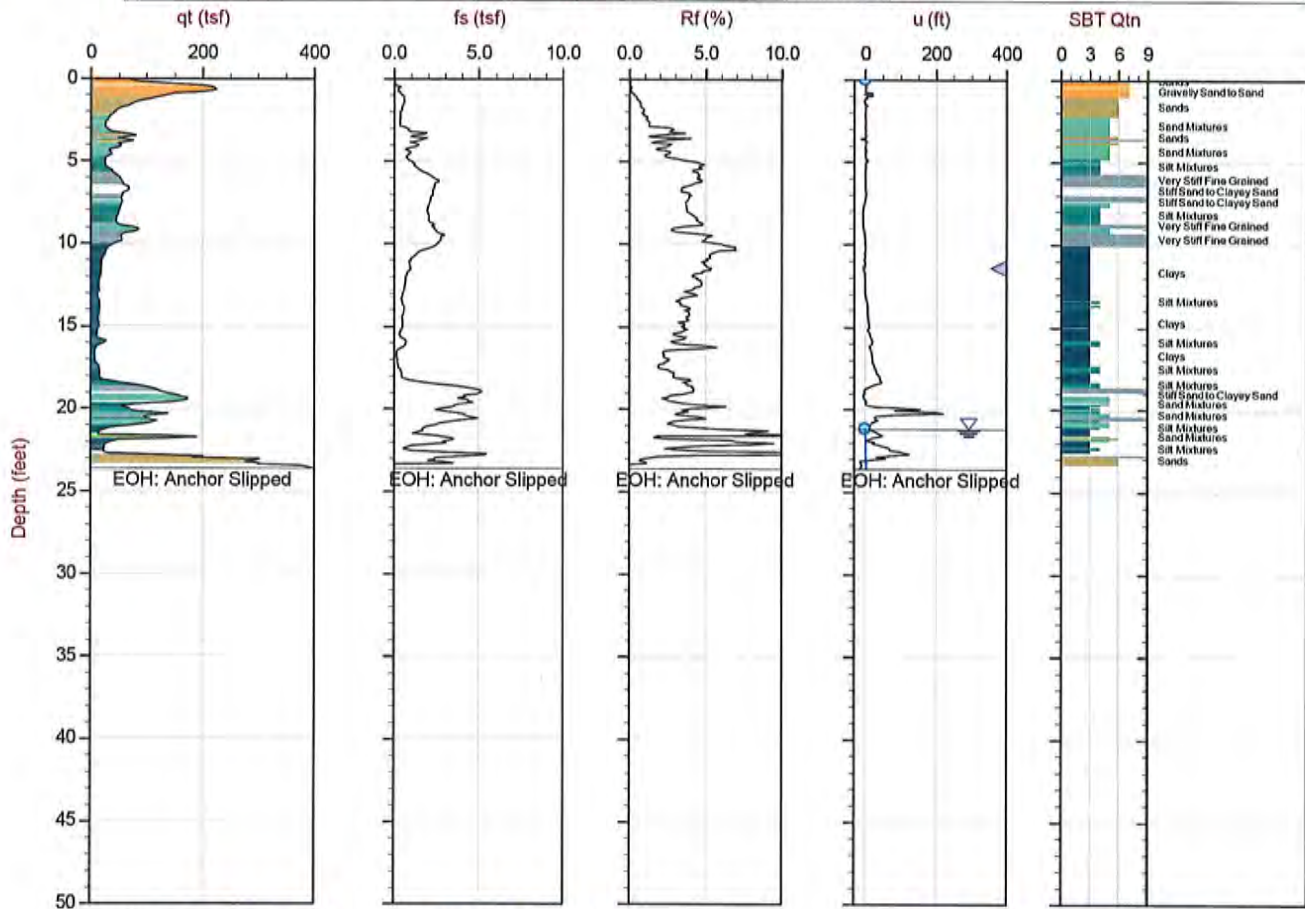 qt (tsf) fs (tsf) Rf (%) u (ft) SBT Qtn
0 200 400 0.0 5.0 10.0 0.0 5.0 10.0 0 200 400 0 3 6 9
0
5
10
15
20
25
30
35
40
45
50
Depth (feet)
Gravelly Sand to Sand
Sands
Sand Mixtures
Sands
Sand Mixtures
Silt Mixtures
Very Stiff Fine Grained
Stiff Sand to Clayey Sand
Stiff Sand to Clayey Sand
Silt Mixtures
Very Stiff Fine Grained
Very Stiff Fine Grained
Clays
Silt Mixtures
Clays
Silt Mixtures
Clays
Silt Mixtures
Silt Mixtures
Stiff Sand to Clayey Sand
Sand Mixtures
Sand Mixtures
Silt Mixtures
Sand Mixtures
Silt Mixtures
Sands
EOH: Anchor Slipped EOH: Anchor Slipped EOH: Anchor Slipped